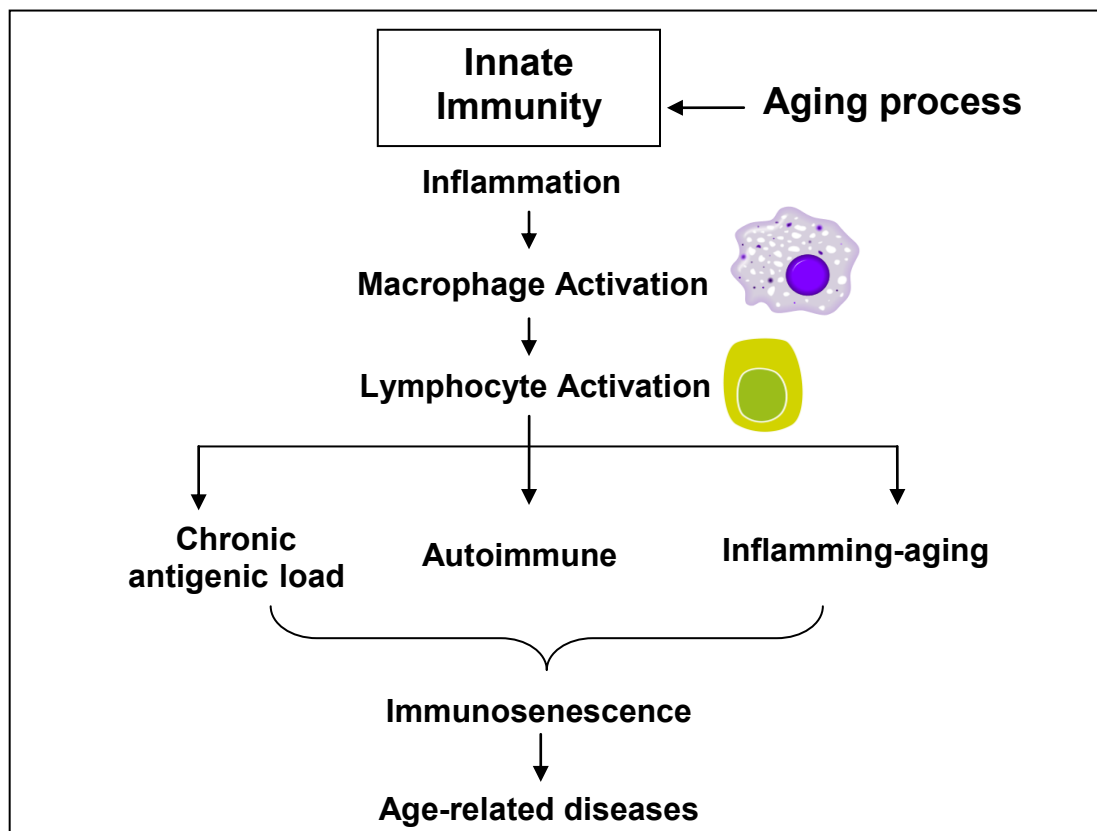 Innate
Immunity
Aging process
Inflammation
Macrophage Activation
Lymphocyte Activation
Chronic
antigenic load
Autoimmune
Inflamming-aging
Immunosenescence
Age-related diseases